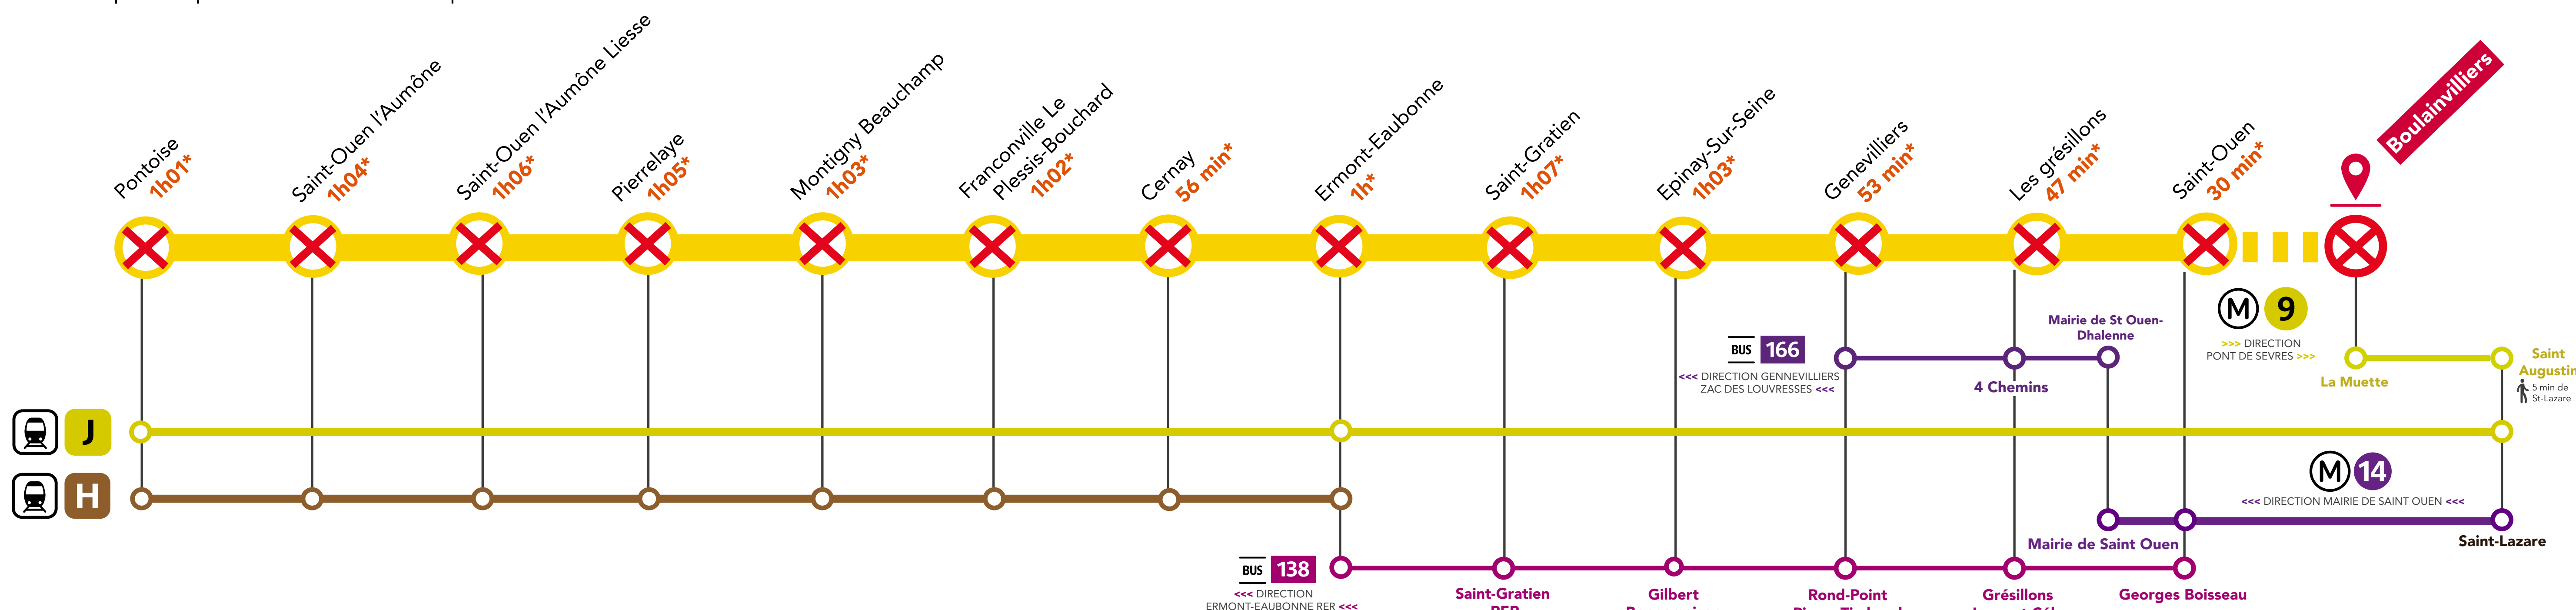 Pontoise
1h01*
Saint-Ouen l'Aumône
1h04*
Saint-Ouen l'Aumône Liesse
1h06*
Pierrelaye
1h05*
Montigny Beauchamp
1h03*
Franconville Le
Plessis-Bouchard
1h02*
Cernay
56 min*
Ermont-Eaubonne
1h*
Saint-Gratien
1h07*
Epinay-Sur-Seine
1h03*
Genevilliers
53 min*
Les grésillons
47 min*
Saint-Ouen
30 min*
Boulainvilliers
M 9
>>> DIRECTION
PONT DE SEVRES >>>
La Muette
Saint
Augustin
5 min de
St-Lazare
BUS 166
<<< DIRECTION GENNEVILLIERS
ZAC DES LOUVRESSES <<<
4 Chemins
Mairie de St Ouen-
Dhalenne
J
H
M 14
<<< DIRECTION MAIRIE DE SAINT OUEN <<<
Mairie de Saint Ouen
Saint-Lazare
BUS 138
<<< DIRECTION
ERMONT-EAUBONNE RER <<<
Saint-Gratien
RER
Gilbert
Rond-Point
Grésillons
Georges Boisseau